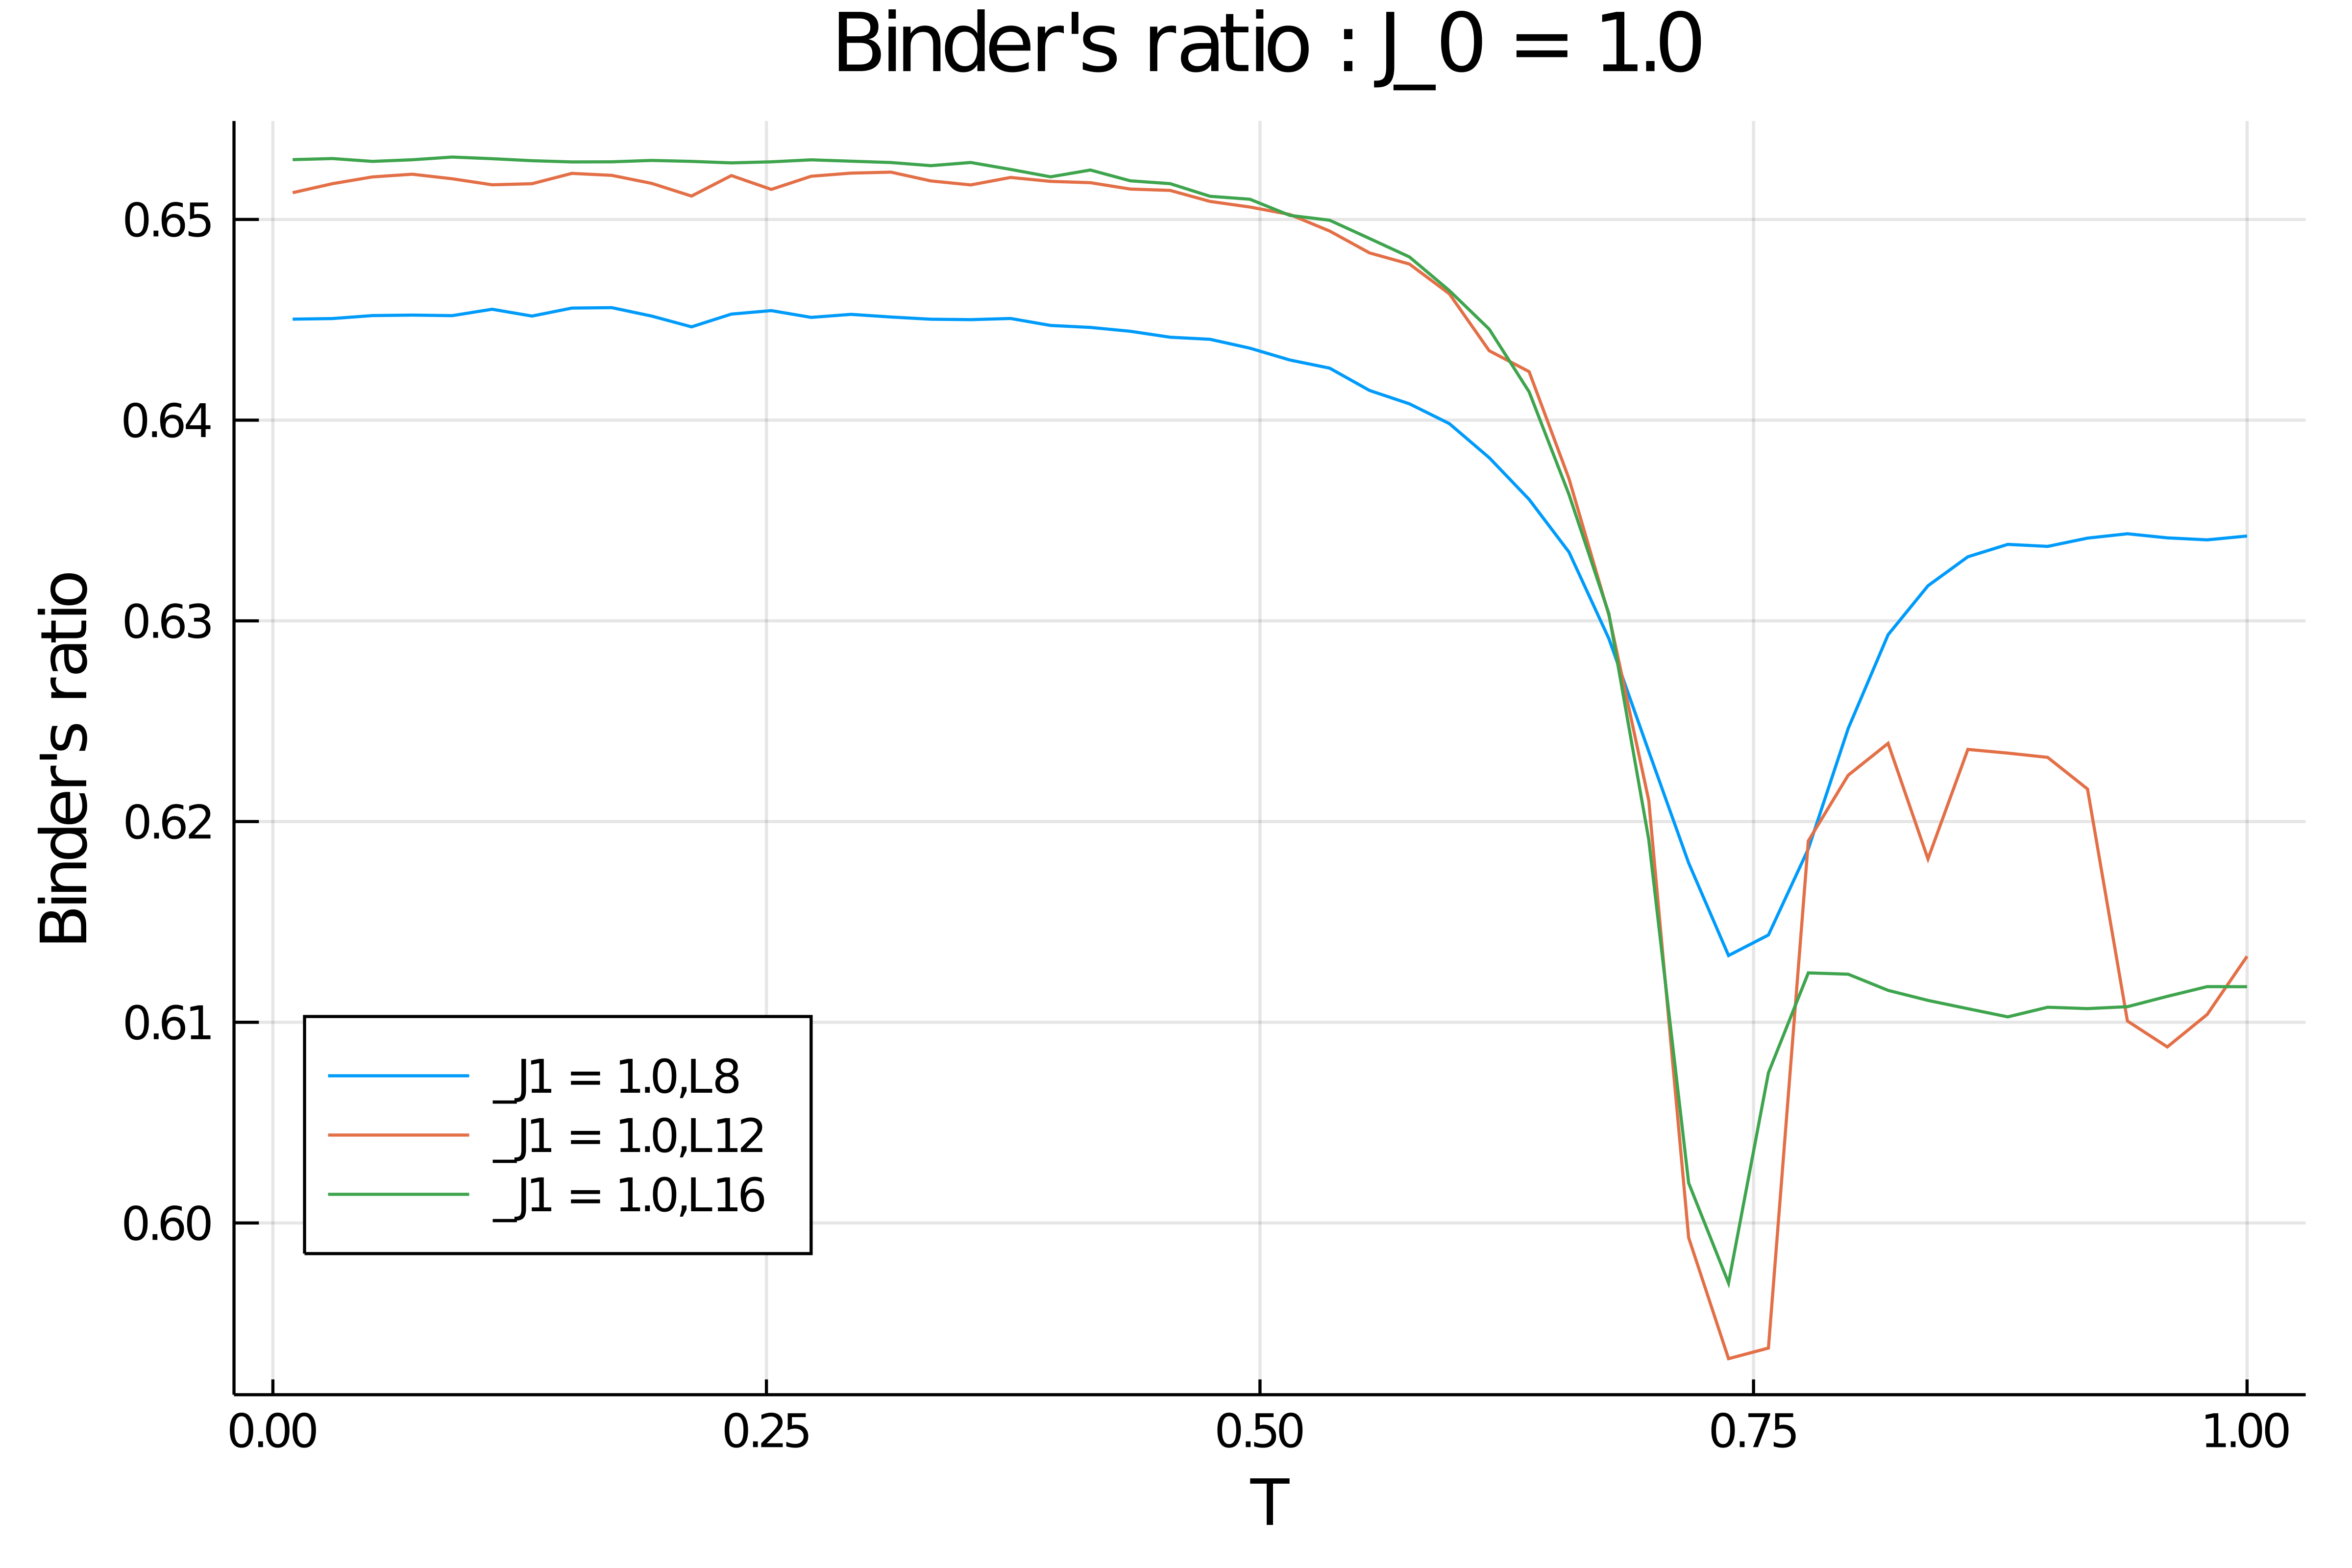 Binder's ratio : J_0 = 1.0
Binder's ratio
0.65
0.64
0.63
0.62
0.61
0.60
_J1 = 1.0,L8
_J1 = 1.0,L12
_J1 = 1.0,L16
0.00 0.25 0.50 0.75 1.00
T